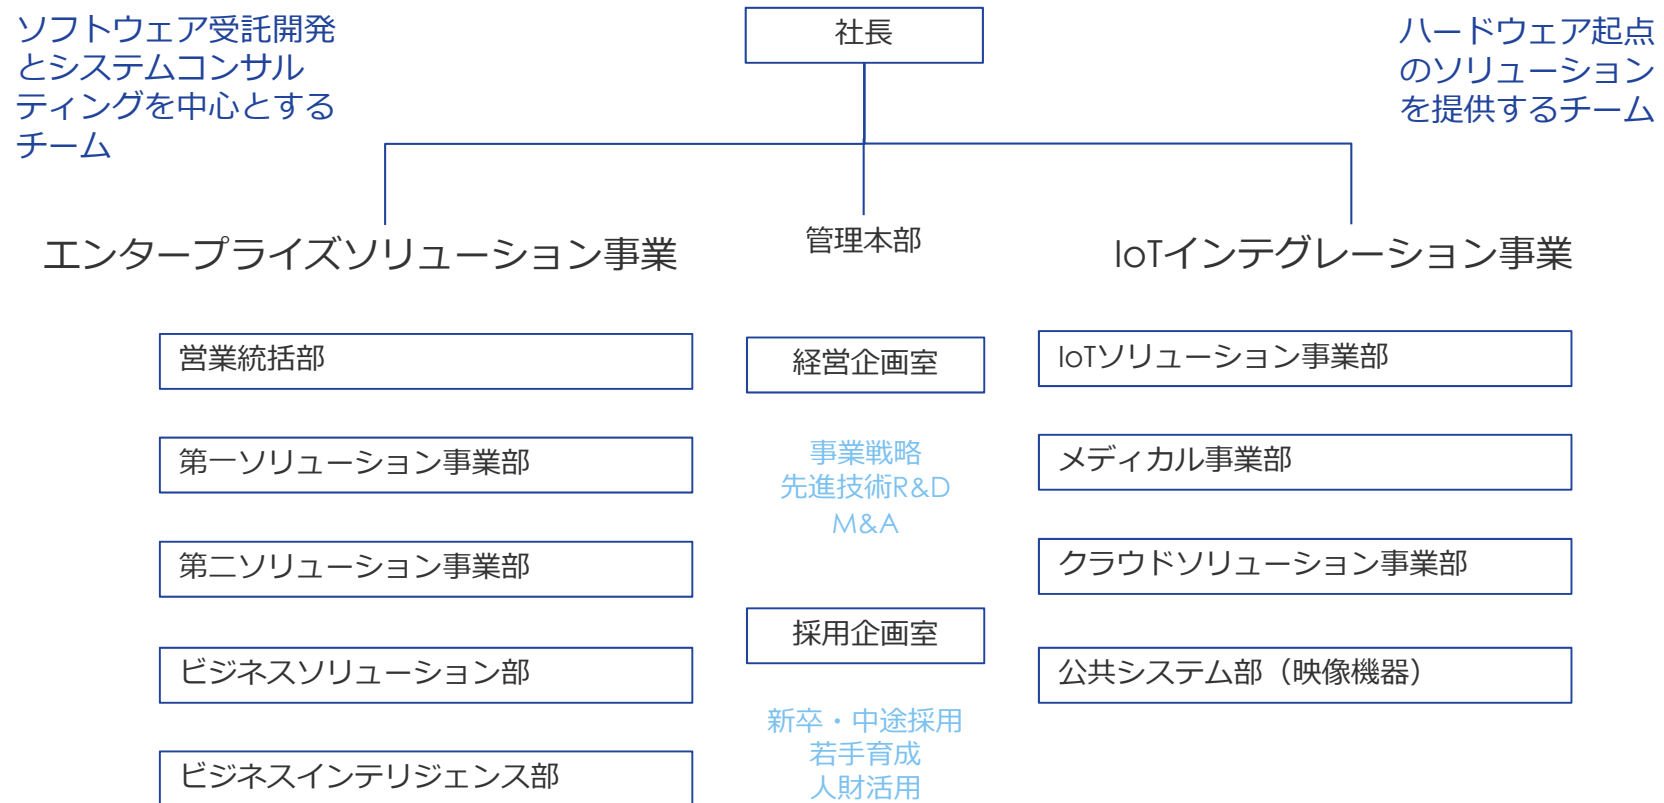 ソフトウェア受託開発
とシステムコンサル
ティングを中心とする
チーム
社長
ハードウェア起点
のソリューション
を提供するチーム
エンタープライズソリューション事業
管理本部
IoTインテグレーション事業
営業統括部
第一ソリューション事業部
第二ソリューション事業部
ビジネスソリューション部
ビジネスインテリジェンス部
経営企画室
事業戦略
先進技術R&D
M&A
採用企画室
新卒・中途採用
若手育成
人財活用
IoTソリューション事業部
メディカル事業部
クラウドソリューション事業部
公共システム部（映像機器）